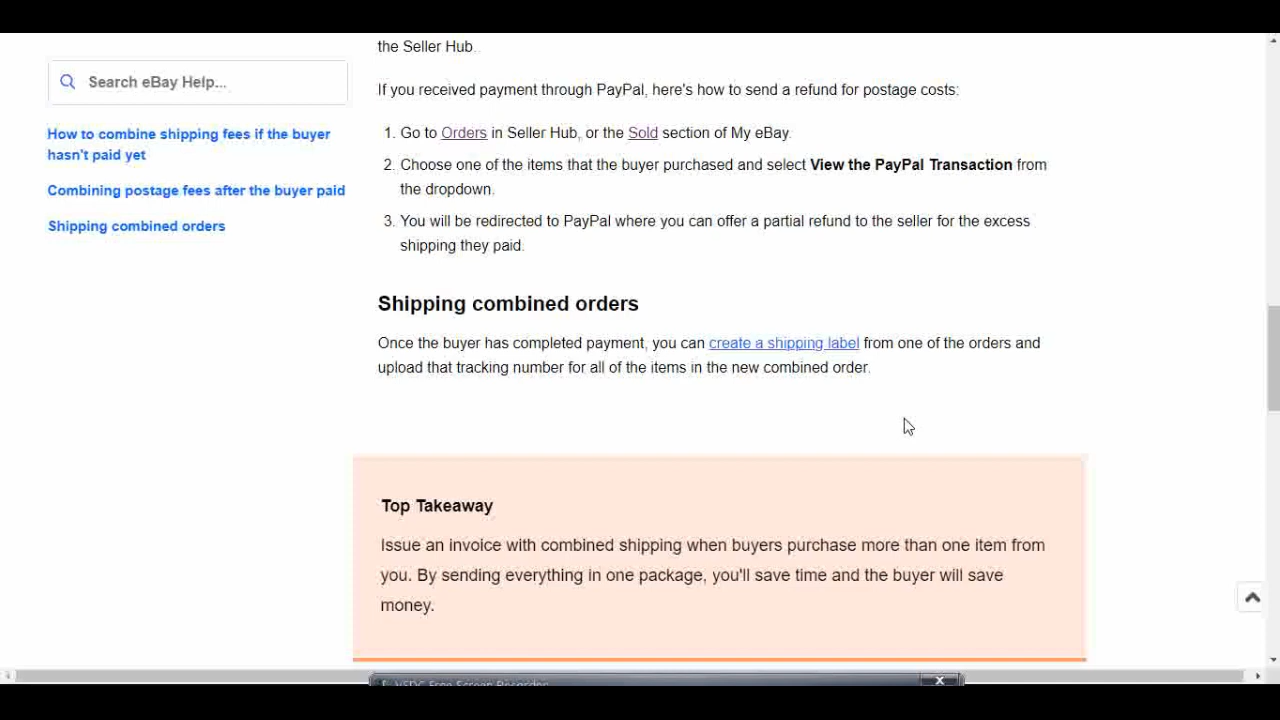 the Seller Hub.
Search eBay Help...
How to combine shipping fees if the buyer
hasn't paid yet
Combining postage fees after the buyer paid
Shipping combined orders
If you received payment through PayPal, here's how to send a refund for postage costs:
1. Go to Orders in Seller Hub, or the Sold section of My eBay.
2. Choose one of the items that the buyer purchased and select View the PayPal Transaction from
the dropdown.
3. You will be redirected to PayPal where you can offer a partial refund to the seller for the excess
shipping they paid.
Shipping combined orders
Once the buyer has completed payment, you can create a shipping label from one of the orders and
upload that tracking number for all of the items in the new combined order.
Top Takeaway
Issue an invoice with combined shipping when buyers purchase more than one item from
you. By sending everything in one package, you'll save time and the buyer will save
money.
VSDC Free Screen Recorder